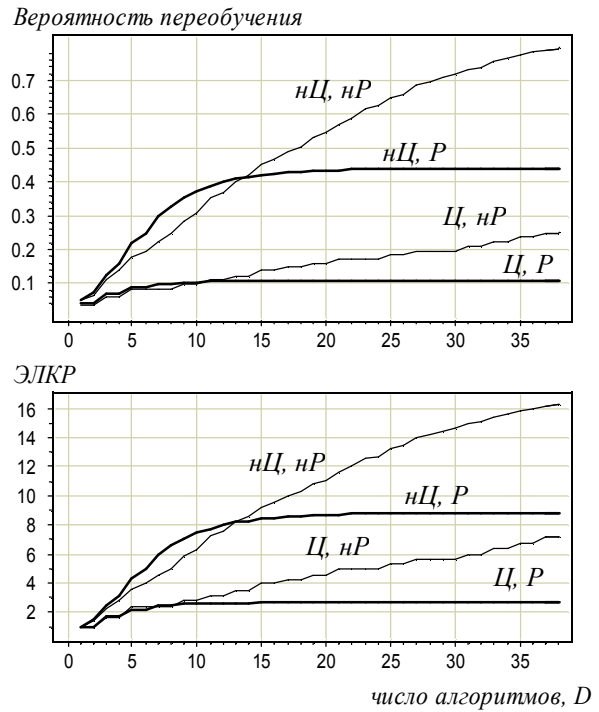 Вероятность переобучения
0.7
0.6
0.5
0.4
0.3
0.2
0.1
нЦ, нР
нЦ, Р
Ц, нР
Ц, Р
0 5 10 15 20 25 30 35
ЭЛКР
16
14
12
10
8
6
4
2
нЦ, нР
нЦ, Р
Ц, нР
Ц, Р
0 5 10 15 20 25 30 35
число алгоритмов, D